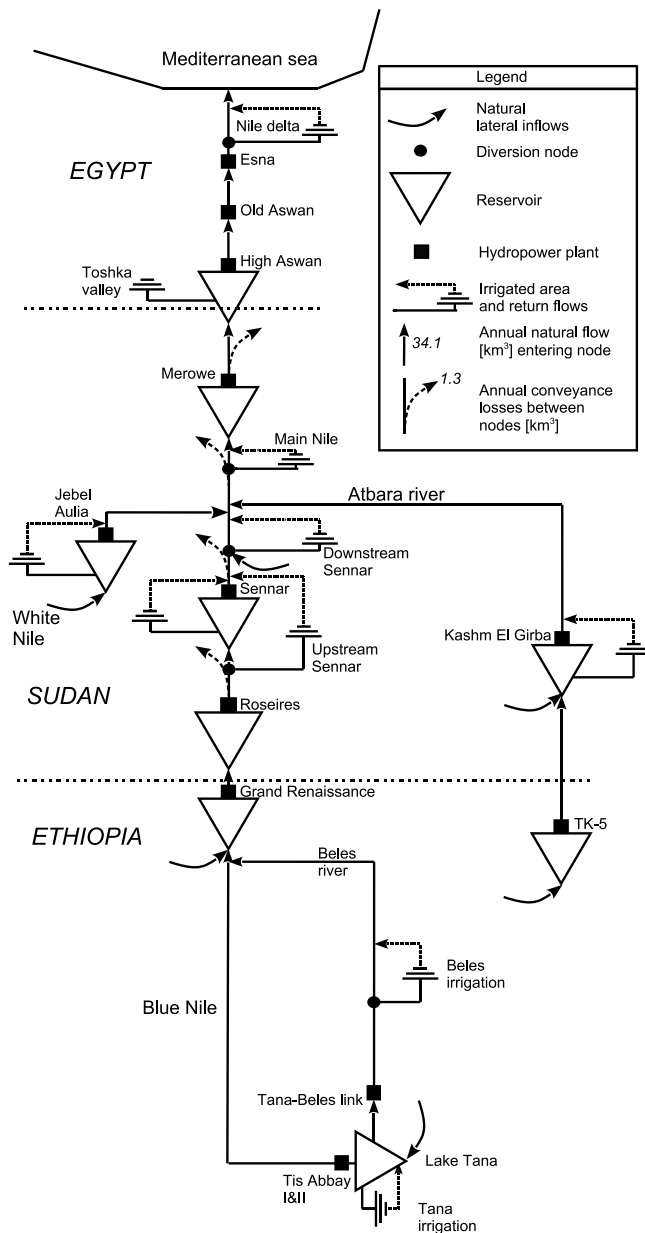 Mediterranean sea
Legend
Natural
lateral inflows
Diversion node
Reservoir
Hydropower plant
Irrigated area
and return flows
34.1
Annual natural flow
[km³] entering node
1.3
Annual conveyance
losses between
nodes [km³]
Nile delta
Esna
EGYPT
Old Aswan
High Aswan
Toshka
valley
Merowe
Main Nile
Jebel
Aulia
Atbara river
Downstream
Sennar
Sennar
White
Nile
Upstream
Sennar
Kashm El Girba
SUDAN
Roseires
Grand Renaissance
TK-5
ETHIOPIA
Beles
river
Beles
irrigation
Blue Nile
Tana-Beles link
Lake Tana
Tis Abbay
I&II
Tana
irrigation